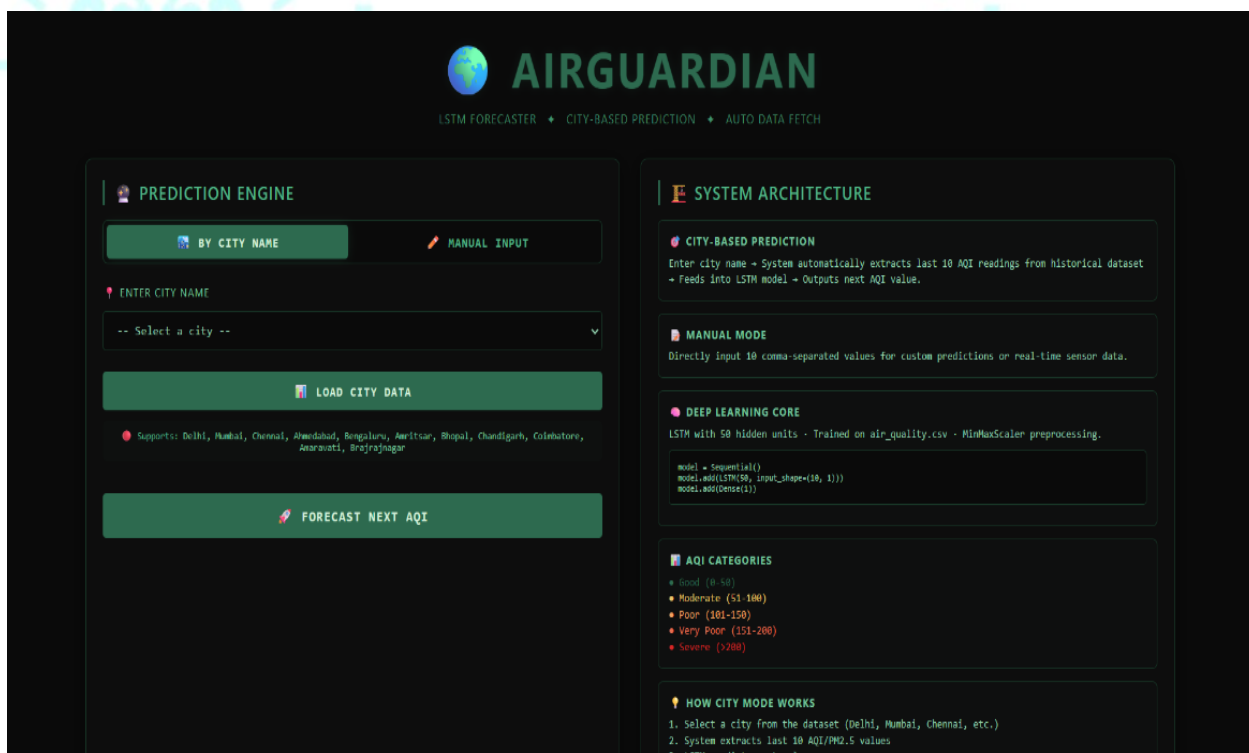 AIRGUARDIAN
LSTM FORECASTER ✦ CITY-BASED PREDICTION ✦ AUTO DATA FETCH
PREDICTION ENGINE
BY CITY NAME
MANUAL INPUT
ENTER CITY NAME
-- Select a city --
LOAD CITY DATA
Supports: Delhi, Mumbai, Chennai, Ahmedabad, Bengaluru, Amritsar, Bhopal, Chandigarh, Coimbatore,
Amaravati, Brajrajnagar
FORECAST NEXT AQI
SYSTEM ARCHITECTURE
CITY-BASED PREDICTION
Enter city name → System automatically extracts last 10 AQI readings from historical dataset
→ Feeds into LSTM model → Outputs next AQI value.
MANUAL MODE
Directly input 10 comma-separated values for custom predictions or real-time sensor data.
DEEP LEARNING CORE
LSTM with 50 hidden units · Trained on air_quality.csv · MinMaxScaler preprocessing.
model = Sequential()
model.add(LSTM(50, input_shape=(10, 1)))
model.add(Dense(1))
AQI CATEGORIES
● Good (0-50)
● Moderate (51-100)
● Poor (101-150)
● Very Poor (151-200)
● Severe (>200)
HOW CITY MODE WORKS
1. Select a city from the dataset (Delhi, Mumbai, Chennai, etc.)
2. System extracts last 10 AQI/PM2.5 values